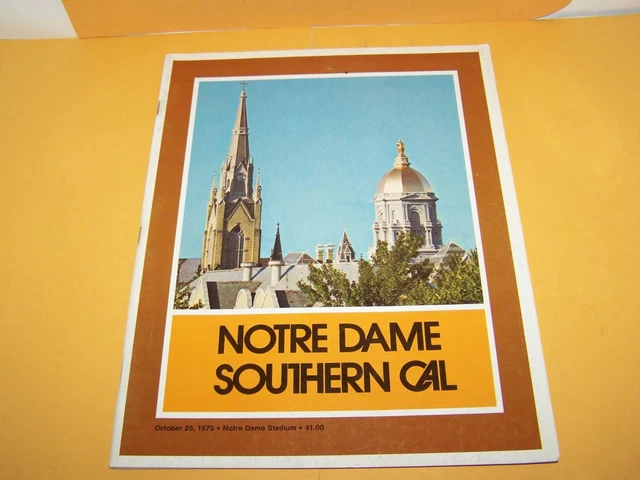 NOTRE DAME
SOUTHERN CAL
October 25, 1975 • Notre Dame Stadium • $1.00